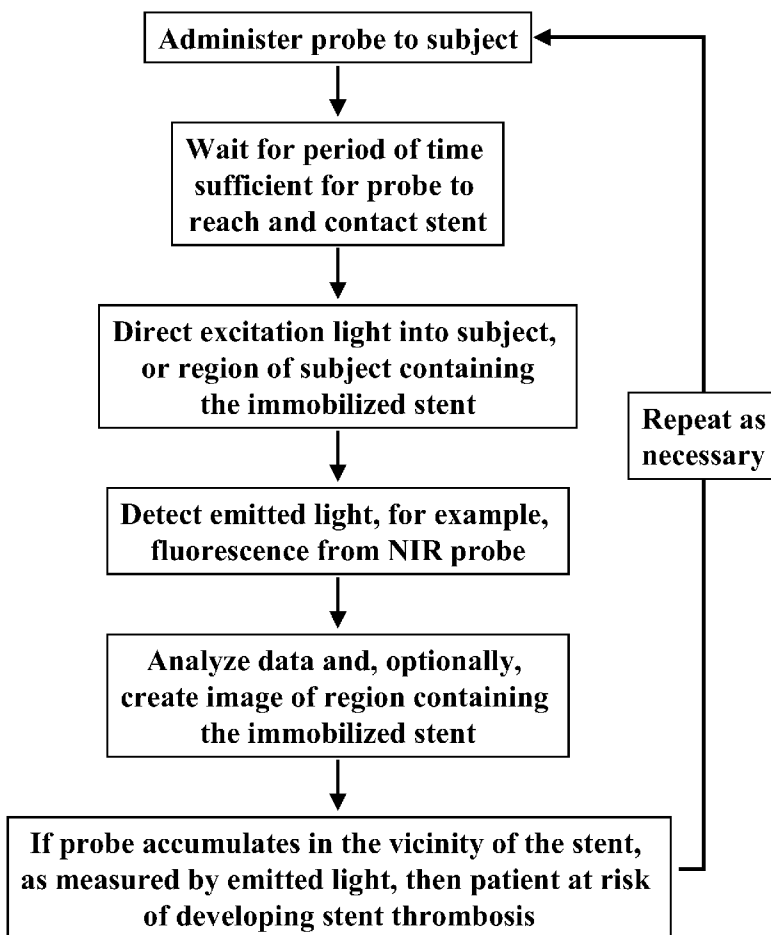 Administer probe to subject
Wait for period of time
sufficient for probe to
reach and contact stent
Direct excitation light into subject,
or region of subject containing
the immobilized stent
Repeat as
necessary
Detect emitted light, for example,
fluorescence from NIR probe
Analyze data and, optionally,
create image of region containing
the immobilized stent
If probe accumulates in the vicinity of the stent,
as measured by emitted light, then patient at risk
of developing stent thrombosis